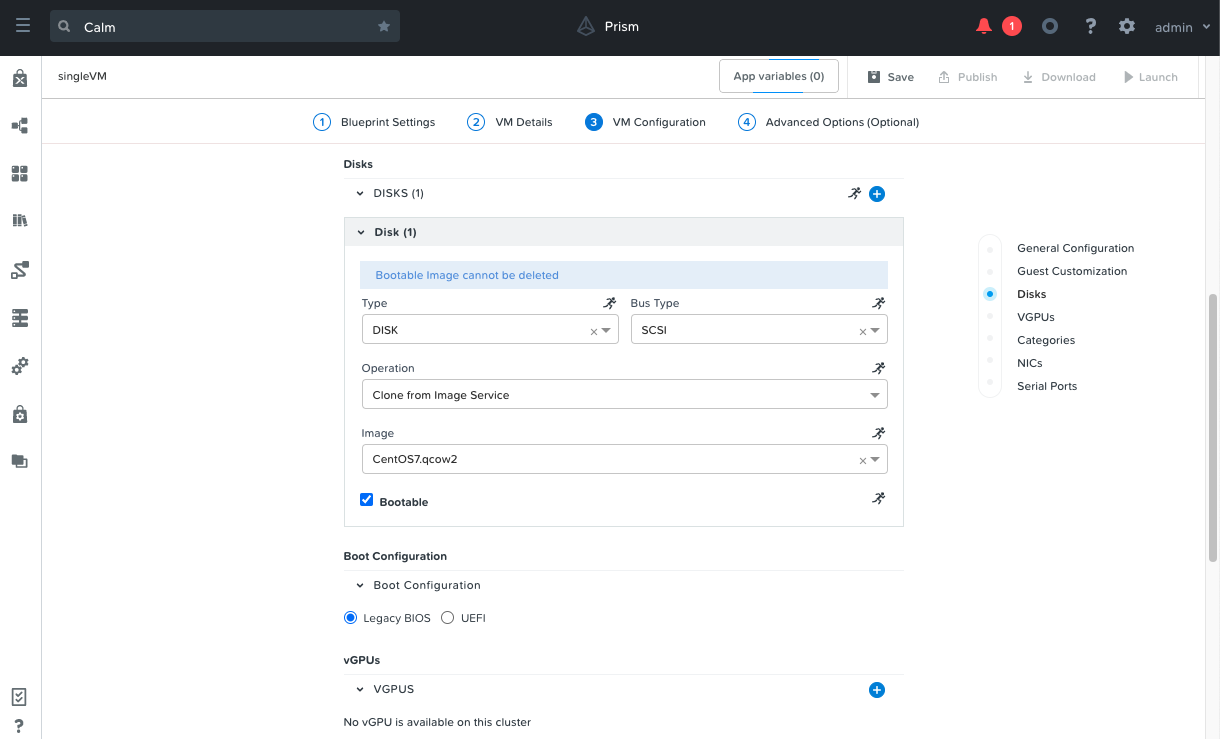 Calm
Prism
1
?
admin
singleVM
App variables (0)
Save
Publish
Download
Launch
1 Blueprint Settings
2 VM Details
3 VM Configuration
4 Advanced Options (Optional)
Disks
DISKS (1)
Disk (1)
Bootable Image cannot be deleted
Type
Bus Type
DISK
SCSI
Operation
Clone from Image Service
Image
CentOS7.qcow2
Bootable
Boot Configuration
Boot Configuration
Legacy BIOS
UEFI
vGPUs
VGPUS
No vGPU is available on this cluster
General Configuration
Guest Customization
Disks
VGPUs
Categories
NICs
Serial Ports
?